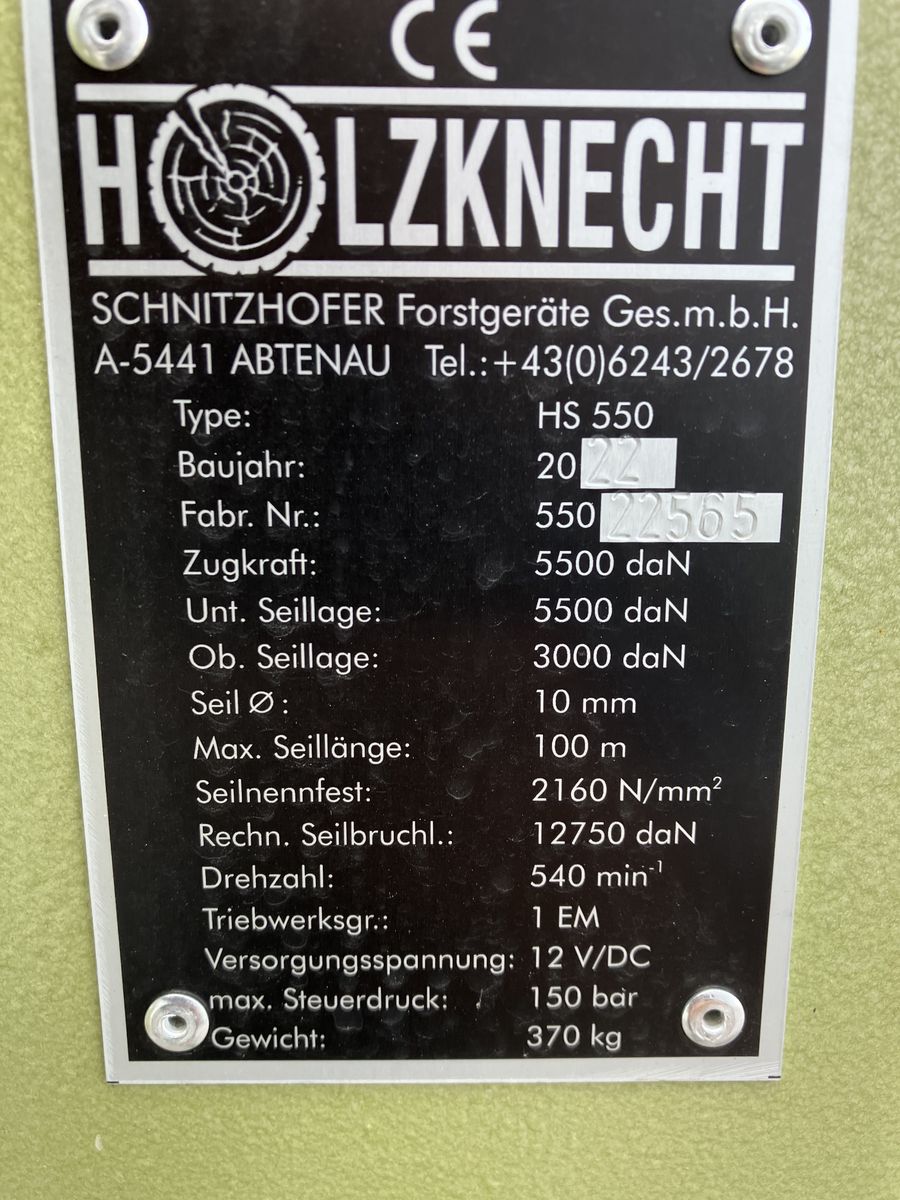 CE
HOLZKNECHT
SCHNITZHOFER Forstgeräte Ges.m.b.H.
A-5441 ABTENAU Tel.:+43(0)6243/2678
Type: HS 550
Baujahr: 2022
Fabr. Nr.: 550 22565
Zugkraft: 5500 daN
Unt. Seillage: 5500 daN
Ob. Seillage: 3000 daN
Seil Ø : 10 mm
Max. Seillänge: 100 m
Seilnennfest: 2160 N/mm²
Rechn. Seilbruchl.: 12750 daN
Drehzahl: 540 min⁻¹
Triebwerksgr.: 1 EM
Versorgungsspannung: 12 V/DC
max. Steuerdruck: 150 bar
Gewicht: 370 kg